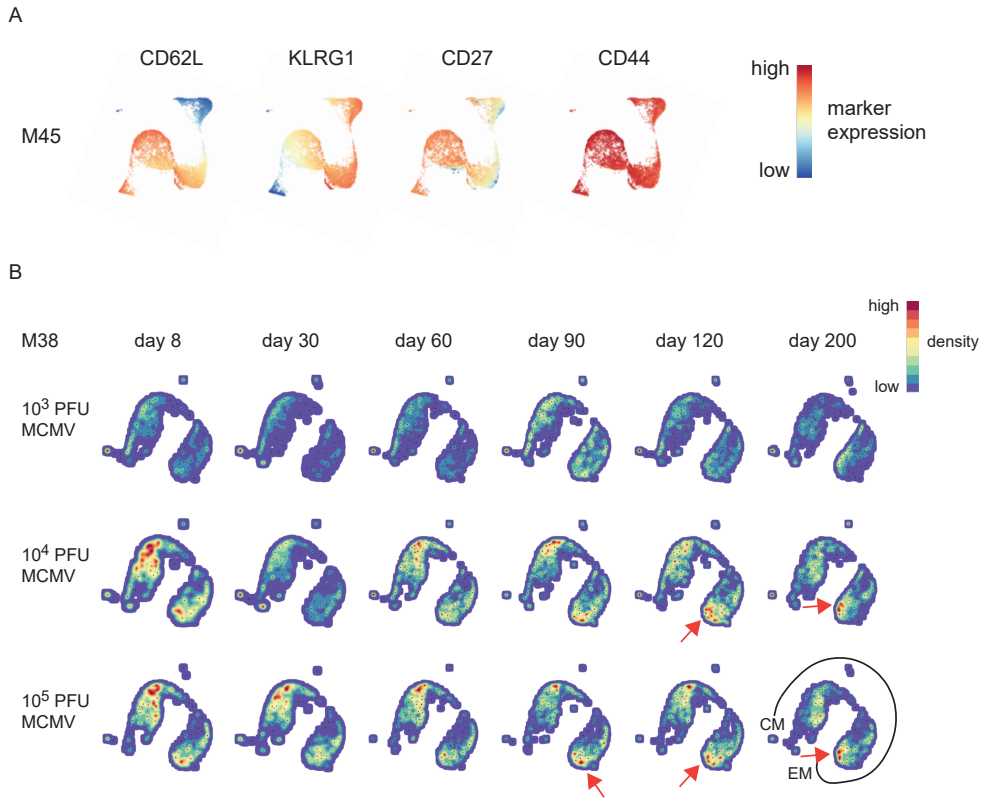 A
CD62L KLRG1 CD27 CD44
high
M45
marker
expression
low
B
high
M38 day 8 day 30 day 60 day 90 day 120 day 200 density
low
10³ PFU
MCMV
10⁴ PFU
MCMV
10⁵ PFU
MCMV
CM
EM